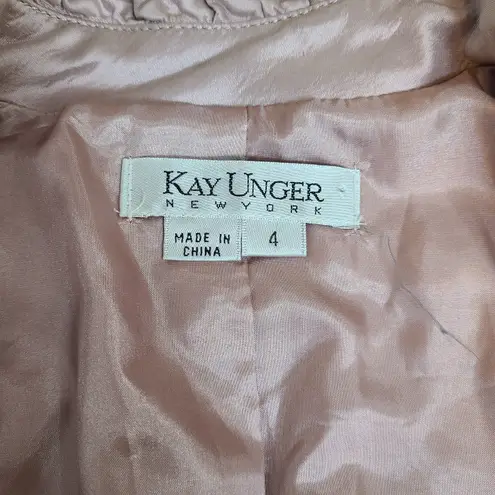 KAY UNGER
NEW YORK
MADE IN
CHINA
4